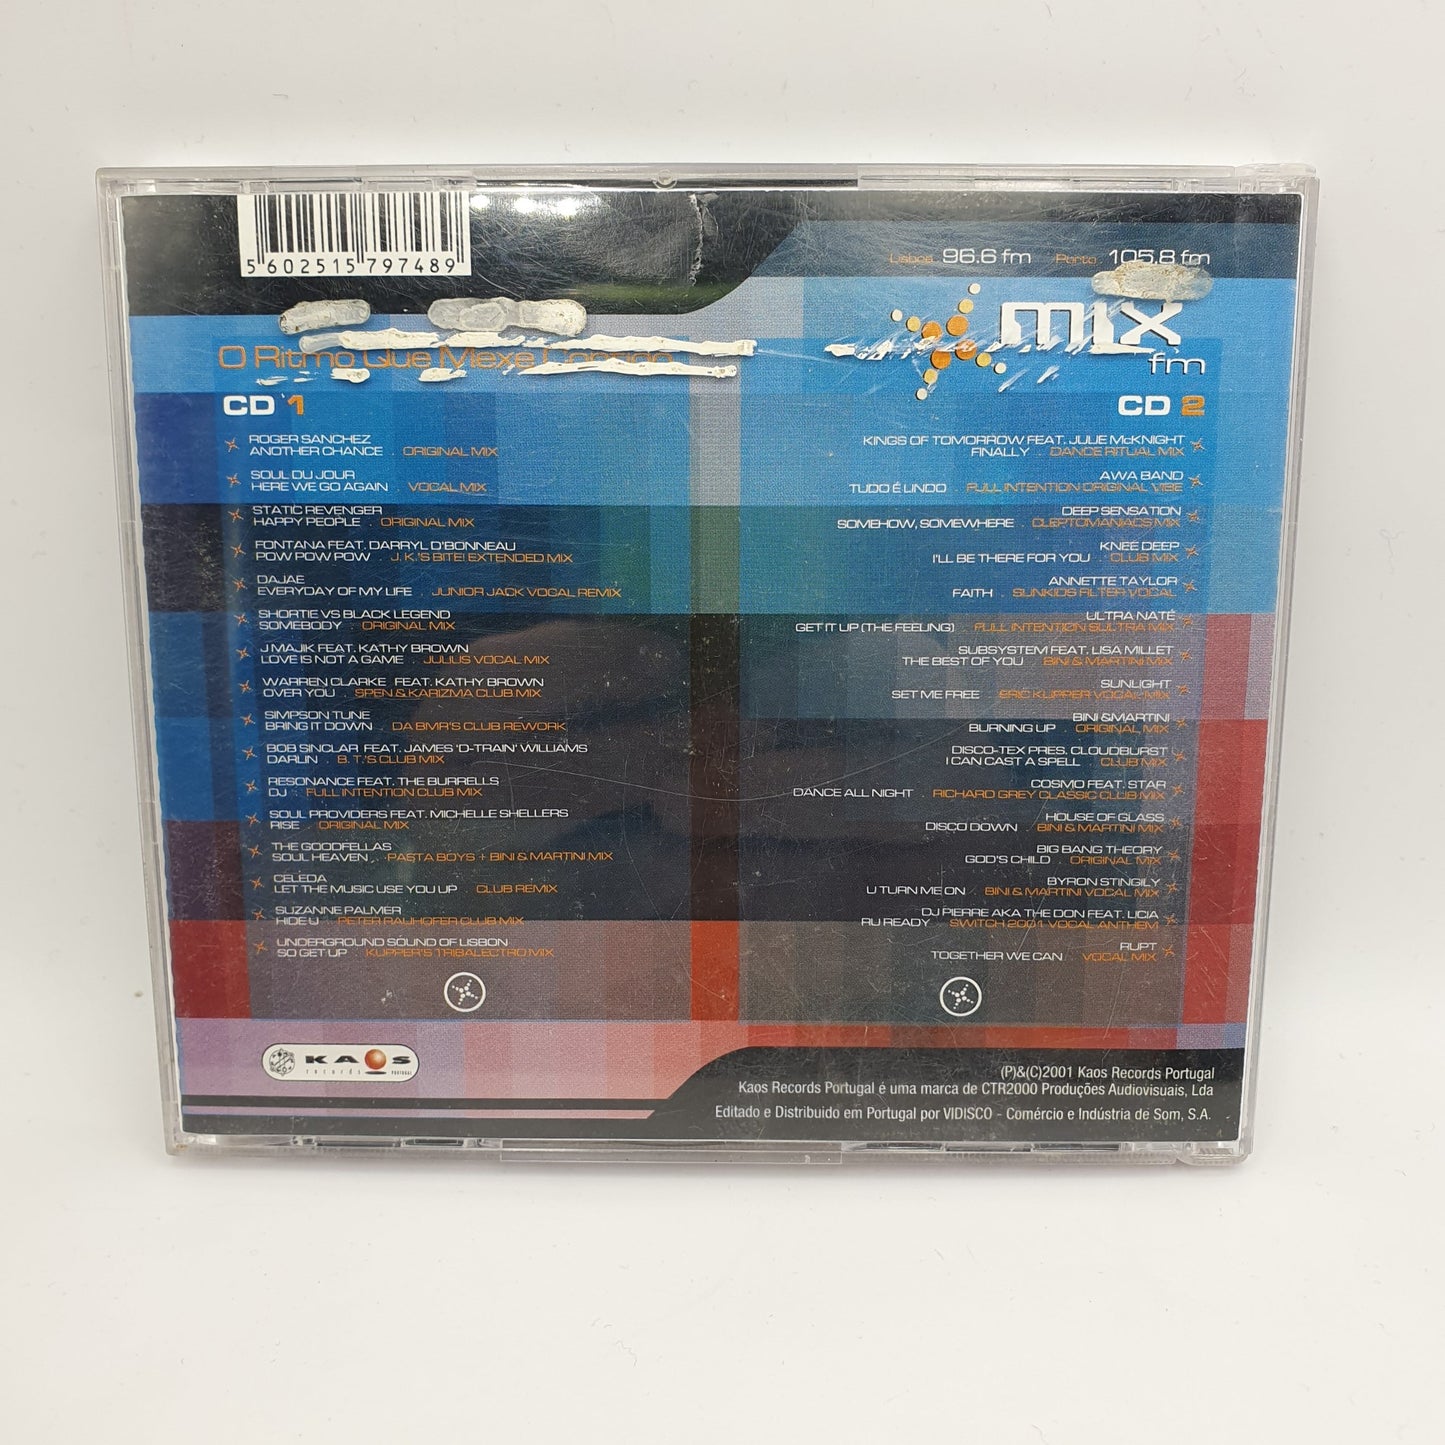 5602515797489
Lisboa 96.6 fm Porto 105.8 fm
mix
fm
O Ritmo Que Mexe
CD 1
ROGER SANCHEZ
ANOTHER CHANCE . ORIGINAL MIX
SOUL DU JOUR
HERE WE GO AGAIN . VOCAL MIX
STATIC REVENGER
HAPPY PEOPLE . ORIGINAL MIX
FONTANA FEAT. DARRYL D'BONNEAU
POW POW POW . J. K.'S BITE! EXTENDED MIX
DAJAE
EVERYDAY OF MY LIFE . JUNIOR JACK VOCAL REMIX
SHORTIE VS BLACK LEGEND
SOMEBODY . ORIGINAL MIX
J MAJIK FEAT. KATHY BROWN
LOVE IS NOT A GAME . JULIUS VOCAL MIX
WARREN CLARKE FEAT. KATHY BROWN
OVER YOU . SPEN & KARIZMA CLUB MIX
SIMPSON TUNE
BRING IT DOWN . DA BMR'S CLUB REWORK
BOB SINCLAR FEAT. JAMES 'D-TRAIN' WILLIAMS
DARLIN . B. T.'S CLUB MIX
RESONANCE FEAT. THE BURRELLS
DJ . FULL INTENTION CLUB MIX
SOUL PROVIDERS FEAT. MICHELLE SHELLERS
RISE . ORIGINAL MIX
THE GOODFELLAS
SOUL HEAVEN . PASTA BOYS + BINI & MARTINI MIX
CELEDA
LET THE MUSIC USE YOU UP . CLUB REMIX
SUZANNE PALMER
HIDE U . PETER RAUHOFER CLUB MIX
UNDERGROUND SOUND OF LISBON
SO GET UP . KUPPER'S TRIBALECTRO MIX
CD 2
KINGS OF TOMORROW FEAT. JULIE McKNIGHT
FINALLY . DANCE RITUAL MIX
AWA BAND
TUDO É LINDO . FULL INTENTION ORIGINAL VIBE
DEEP SENSATION
SOMEHOW, SOMEWHERE . CLEPTOMANIACS MIX
KNEE DEEP
I'LL BE THERE FOR YOU . CLUB MIX
ANNETTE TAYLOR
FAITH . SUNKIDS FILTER VOCAL
ULTRA NATÉ
GET IT UP (THE FEELING) . FULL INTENTION SULTRA MIX
SUBSYSTEM FEAT. LISA MILLET
THE BEST OF YOU . BINI & MARTINI MIX
SUNLIGHT
SET ME FREE . ERIC KUPPER VOCAL MIX
BINI & MARTINI
BURNING UP . ORIGINAL MIX
DISCO-TEX PRES. CLOUDBURST
I CAN CAST A SPELL . CLUB MIX
COSMO FEAT. STAR
DANCE ALL NIGHT . RICHARD GREY CLASSIC CLUB MIX
HOUSE OF GLASS
DISCO DOWN . BINI & MARTINI MIX
BIG BANG THEORY
GOD'S CHILD . ORIGINAL MIX
BYRON STINGILY
U TURN ME ON . BINI & MARTINI VOCAL MIX
DJ PIERRE AKA THE DON FEAT. LICIA
RU READY . SWITCH 2001 VOCAL ANTHEM
RUPT
TOGETHER WE CAN . VOCAL MIX
KAOS
records PORTUGAL
(P)&(C)2001 Kaos Records Portugal
Kaos Records Portugal é uma marca de CTR2000 Produções Audiovisuais, Lda
Editado e Distribuido em Portugal por VIDISCO - Comércio e Indústria de Som, S.A.